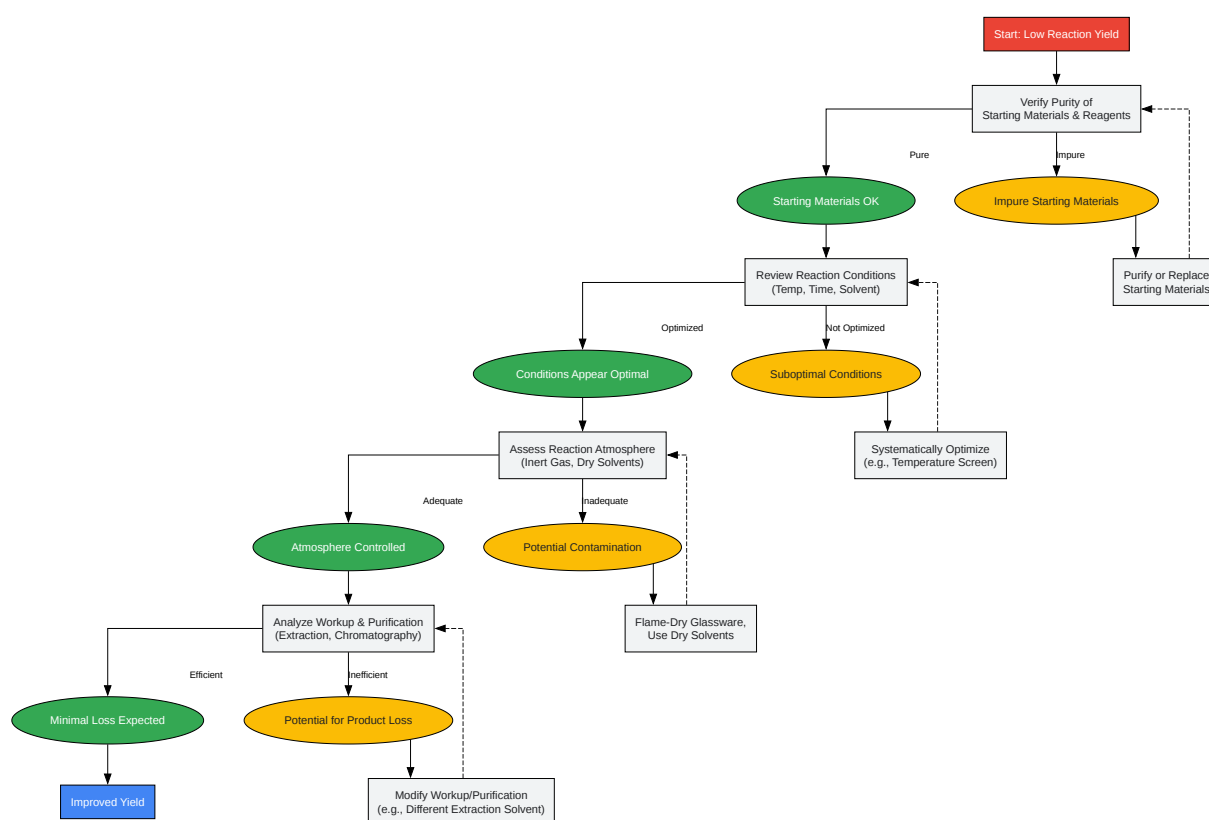 Start: Low Reaction Yield
Verify Purity of
Starting Materials & Reagents
Pure
Impure
Starting Materials OK
Impure Starting Materials
Review Reaction Conditions
(Temp, Time, Solvent)
Purify or Replace
Starting Materials
Optimized
Not Optimized
Conditions Appear Optimal
Suboptimal Conditions
Assess Reaction Atmosphere
(Inert Gas, Dry Solvents)
Systematically Optimize
(e.g., Temperature Screen)
Adequate
Inadequate
Atmosphere Controlled
Potential Contamination
Analyze Workup & Purification
(Extraction, Chromatography)
Flame-Dry Glassware,
Use Dry Solvents
Efficient
Inefficient
Minimal Loss Expected
Potential for Product Loss
Improved Yield
Modify Workup/Purification
(e.g., Different Extraction Solvent)